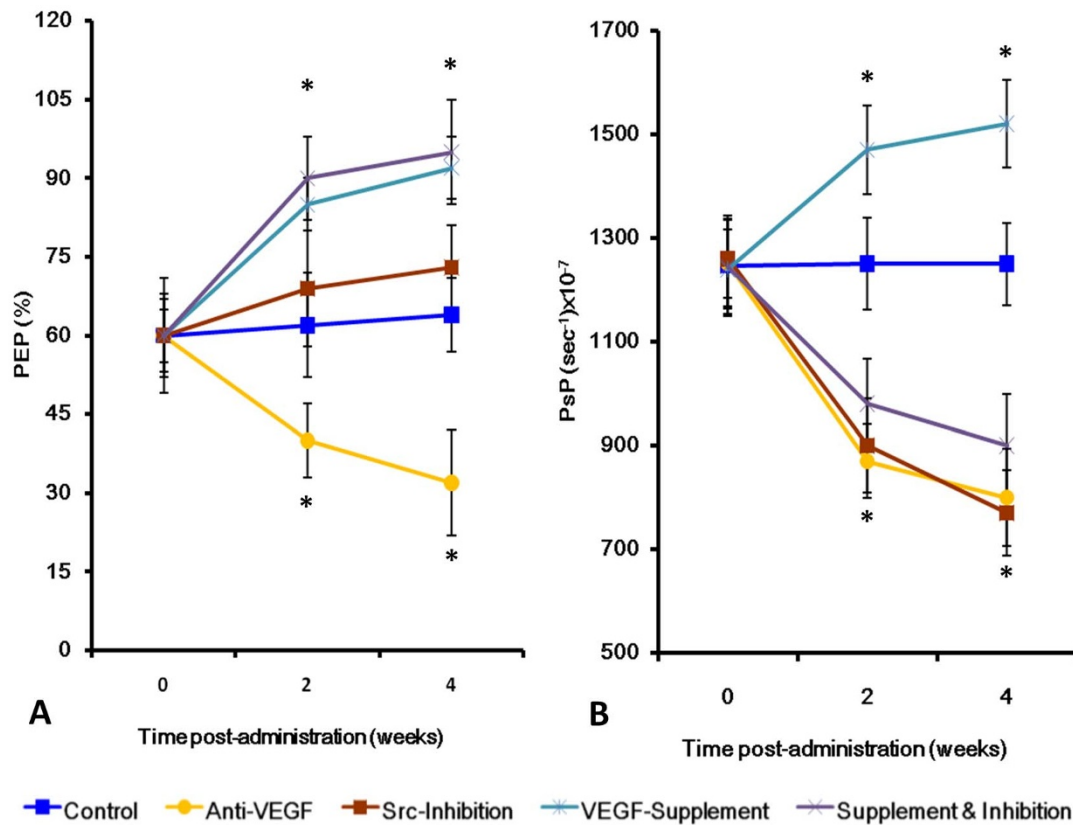 120
105
90
75
60
45
30
15
0
PEP (%)
*
*
*
*
0 2 4
A
Time post-administration (weeks)
1700
1500
1300
1100
900
700
500
PsP (sec⁻¹)x10⁻⁷
*
*
*
*
0 2 4
B
Time post-administration (weeks)
Control Anti-VEGF Src-Inhibition VEGF-Supplement Supplement & Inhibition